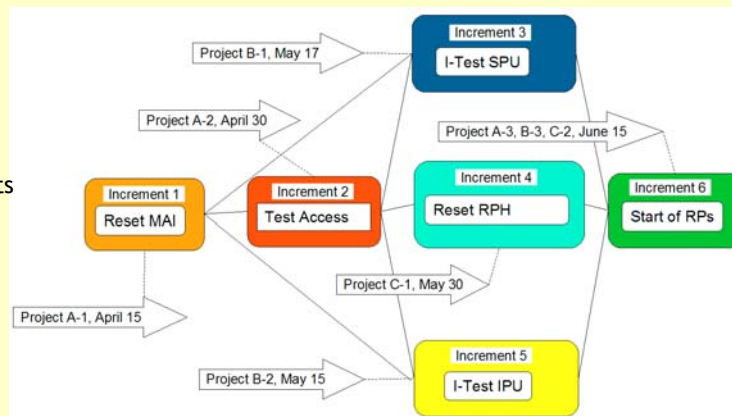 Increment 3
I-Test SPU
Project B-1, May 17
Project A-2, April 30
Project A-3, B-3, C-2, June 15
Increment 1
Reset MAI
Increment 2
Test Access
Increment 4
Reset RPH
Increment 6
Start of RPs
Project C-1, May 30
Project A-1, April 15
Increment 5
I-Test IPU
Project B-2, May 15